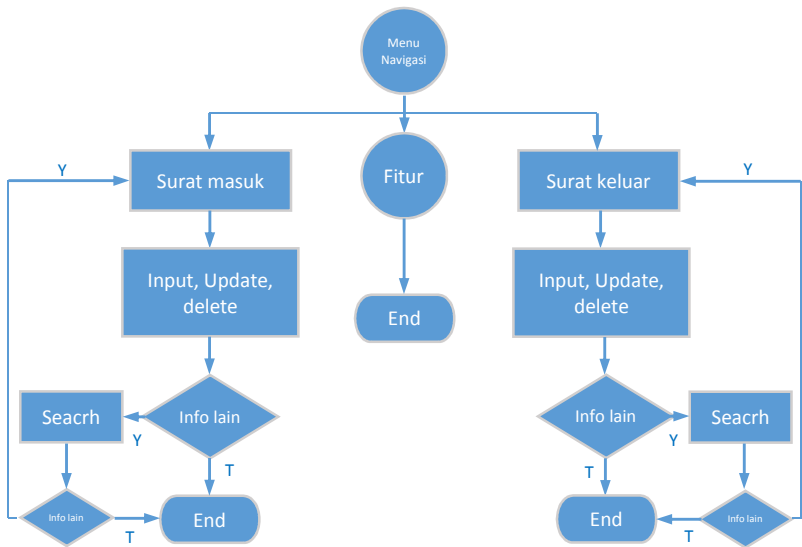 Menu
Navigasi
Y
Surat masuk
Fitur
Surat keluar
Y
Input, Update,
delete
End
Input, Update,
delete
Seacrh
Info lain
Y
T
Info lain
Seacrh
Y
T
Info lain
T
End
End
T
Info lain